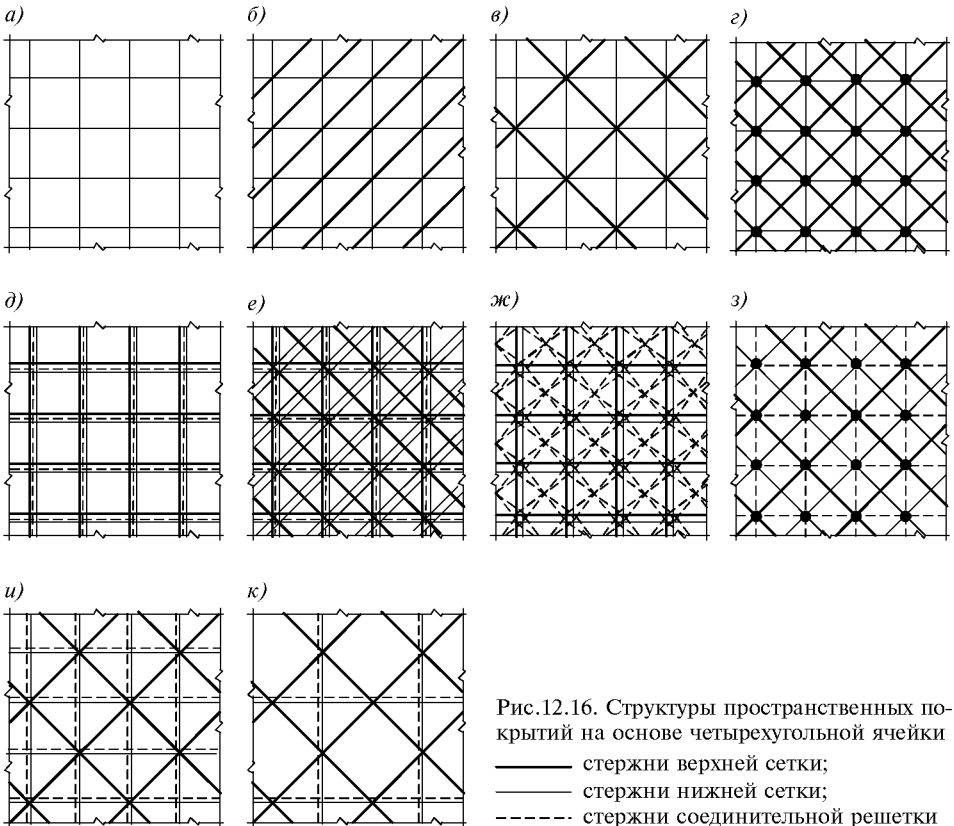 а)
б)
в)
г)
д)
е)
ж)
з)
и)
к)
Рис.12.16. Структуры пространственных по-
крытий на основе четырехугольной ячейки
стержни верхней сетки;
стержни нижней сетки;
стержни соединительной решетки